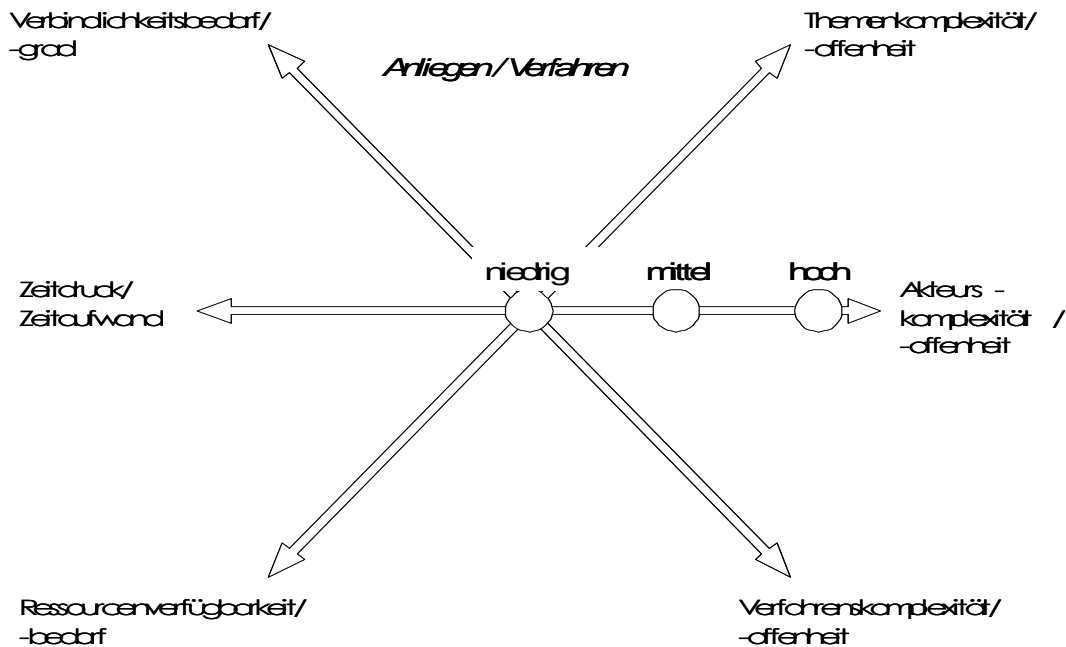 Verbindlichkeitsbedarf/
-grad
Anliegen/Verfahren
Themenkomplexität/
-offenheit
niedrig
mittel
hoch
Zeitdruck/
Zeitaufwand
Akteurs -
komplexität /
-offenheit
Ressourcenverfügbarkeit/
-bedarf
Verfahrenskomplexität/
-offenheit